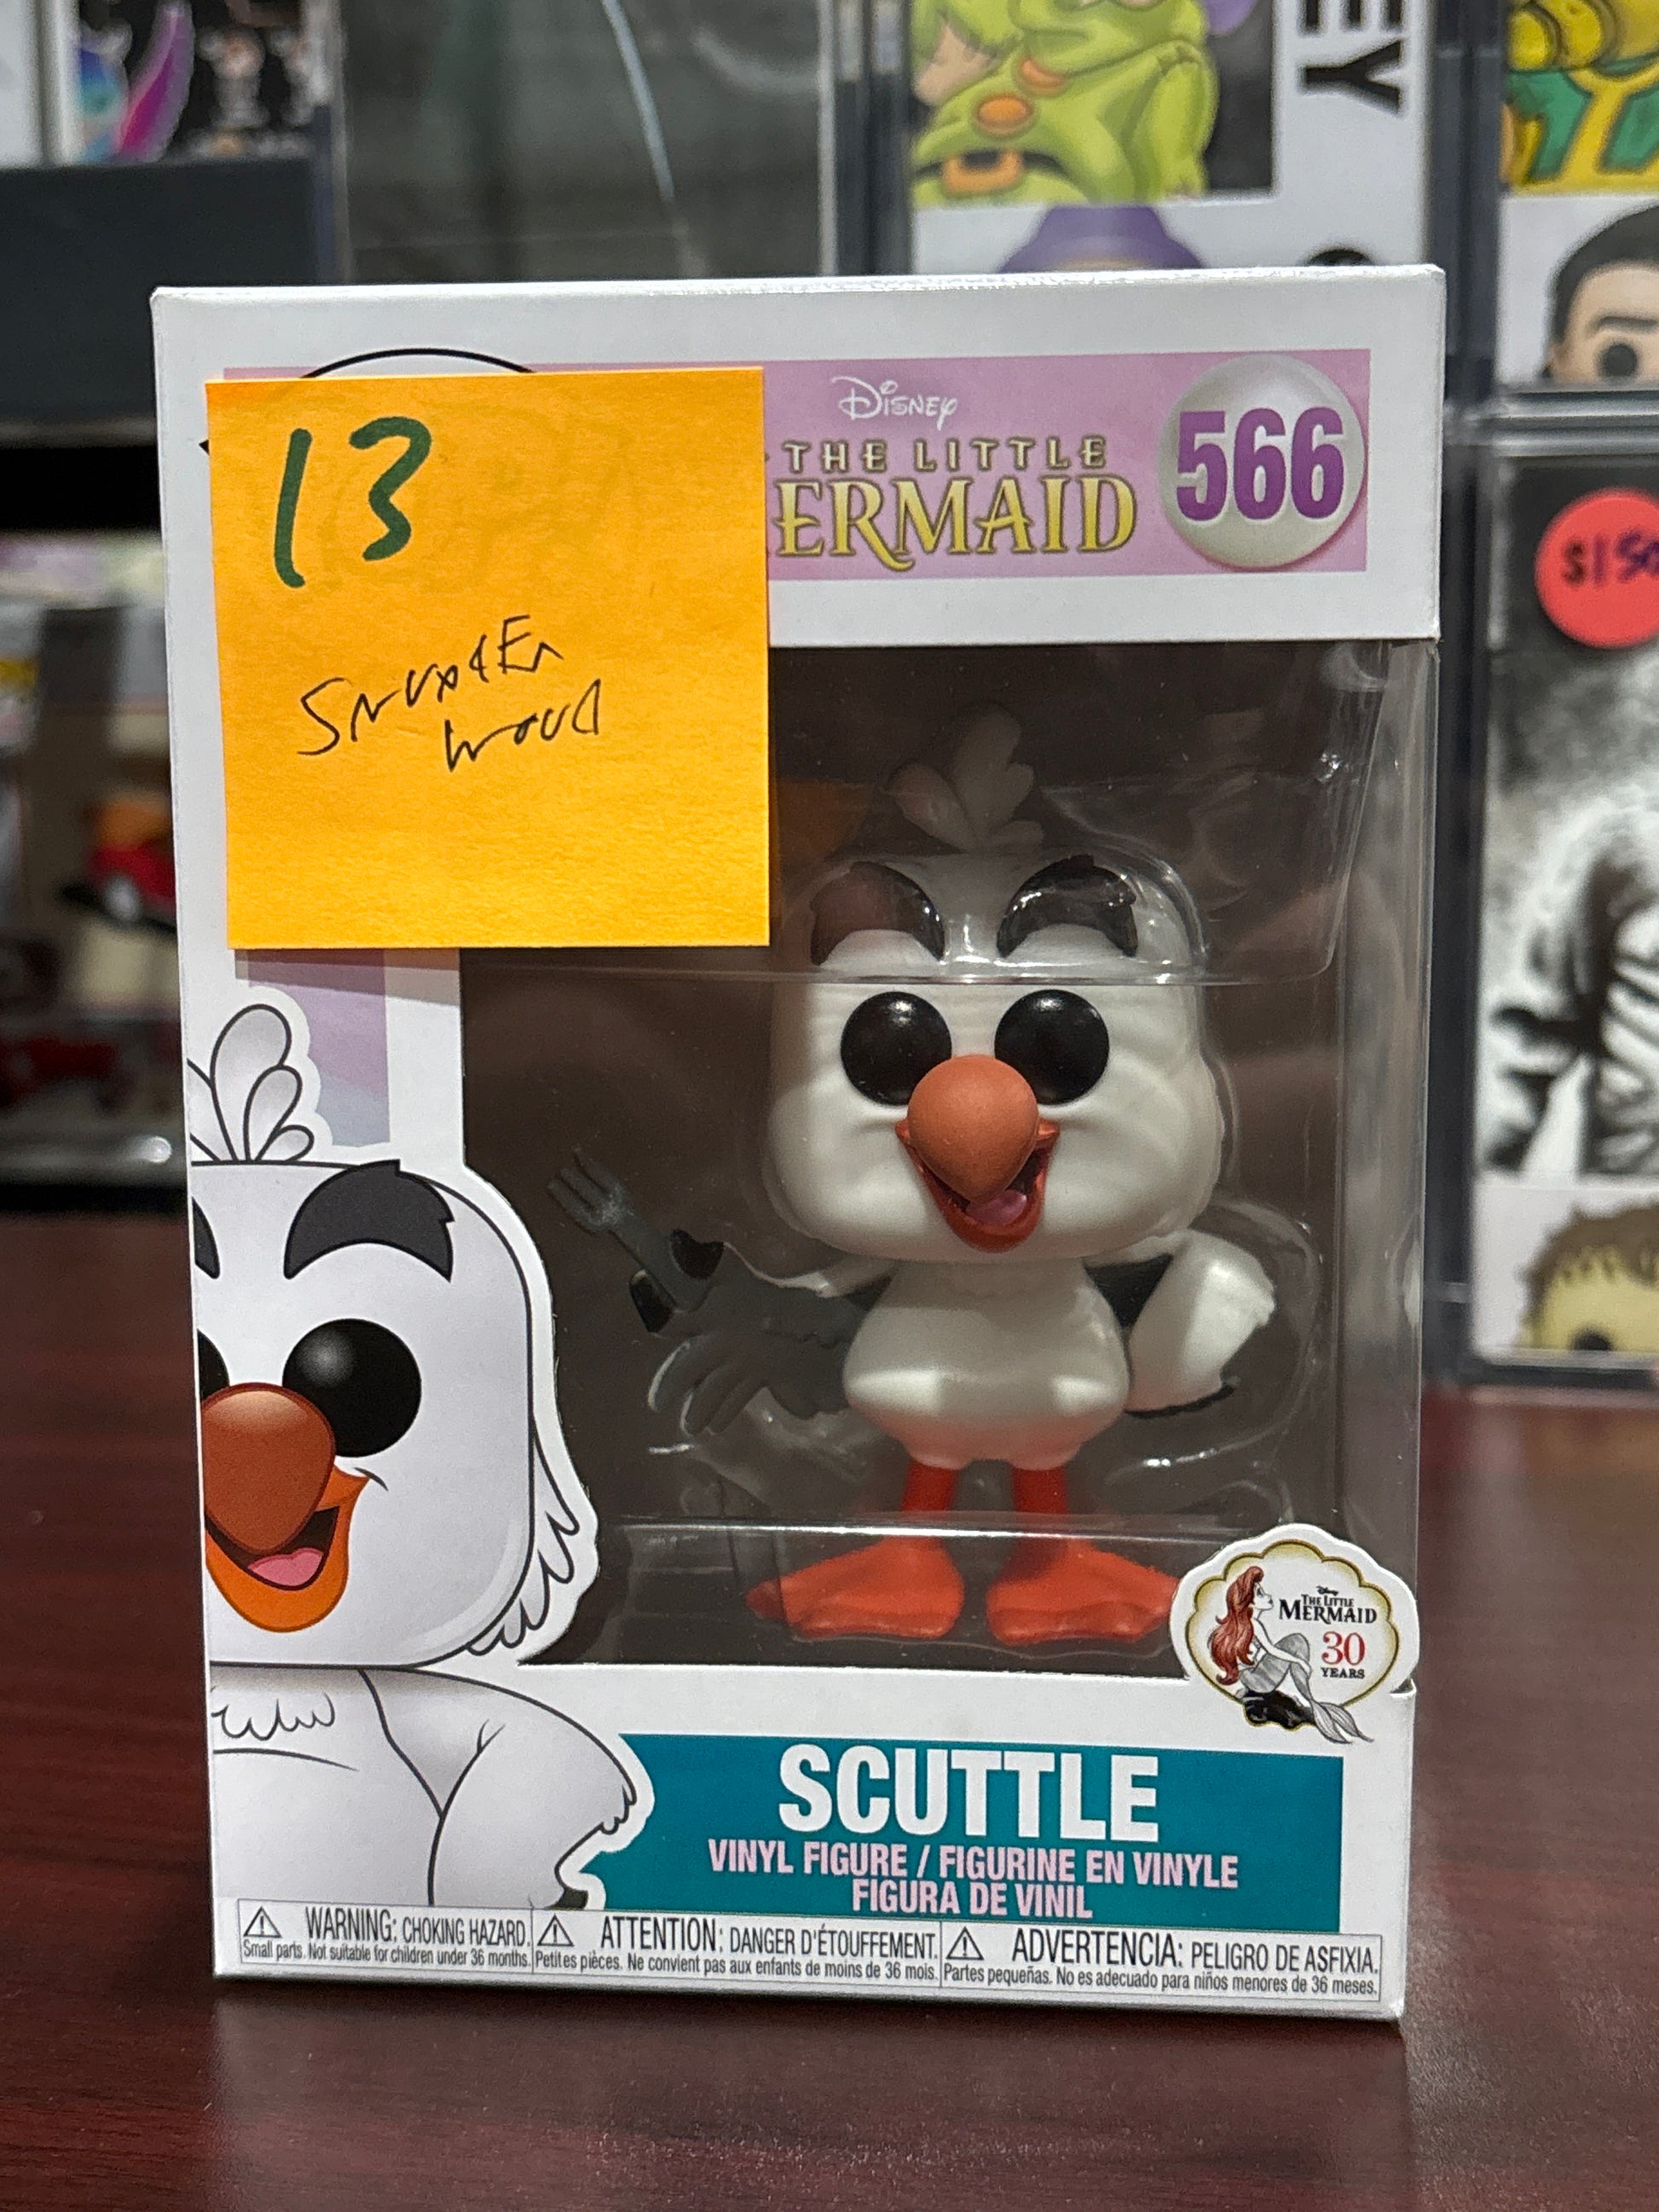 EY
$150
13
Disney
THE LITTLE
ERMAID
566
Disney
THE LITTLE
MERMAID
30
YEARS
SCUTTLE
VINYL FIGURE / FIGURINE EN VINYLE
FIGURA DE VINIL
WARNING: CHOKING HAZARD.
Small parts. Not suitable for children under 36 months.
ATTENTION: DANGER D'ÉTOUFFEMENT.
Petites pièces. Ne convient pas aux enfants de moins de 36 mois.
ADVERTENCIA: PELIGRO DE ASFIXIA.
Partes pequeñas. No es adecuado para niños menores de 36 meses.